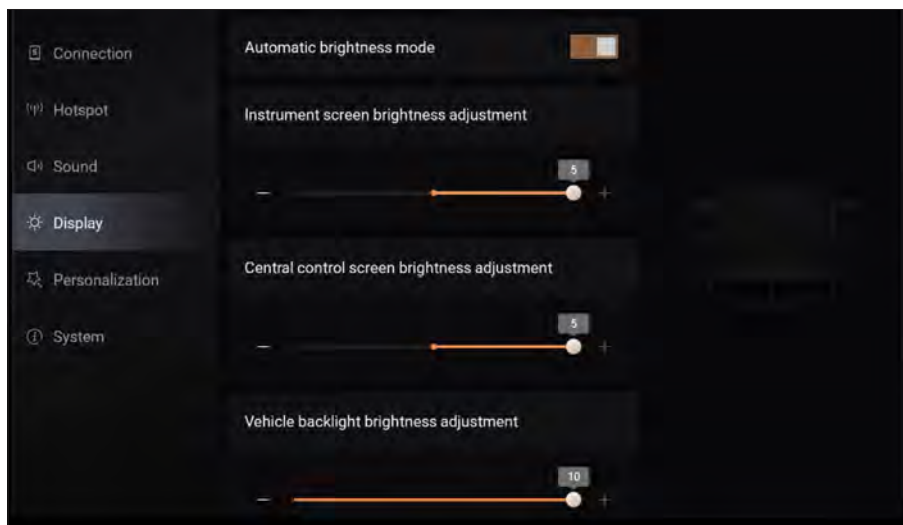 Connection
Hotspot
Sound
Display
Personalization
System
Automatic brightness mode
Instrument screen brightness adjustment
5
Central control screen brightness adjustment
5
Vehicle backlight brightness adjustment
10